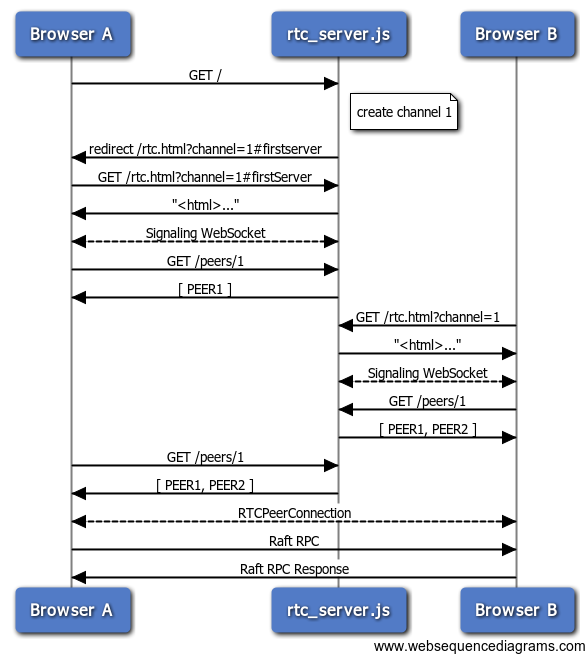 Browser A
rtc_server.js
Browser B
GET /
create channel 1
redirect /rtc.html?channel=1#firstserver
GET /rtc.html?channel=1#firstServer
"<html>..."
Signaling WebSocket
GET /peers/1
[ PEER1 ]
GET /rtc.html?channel=1
"<html>..."
Signaling WebSocket
GET /peers/1
[ PEER1, PEER2 ]
GET /peers/1
[ PEER1, PEER2 ]
RTCPeerConnection
Raft RPC
Raft RPC Response
Browser A
rtc_server.js
Browser B
www.websequencediagrams.com